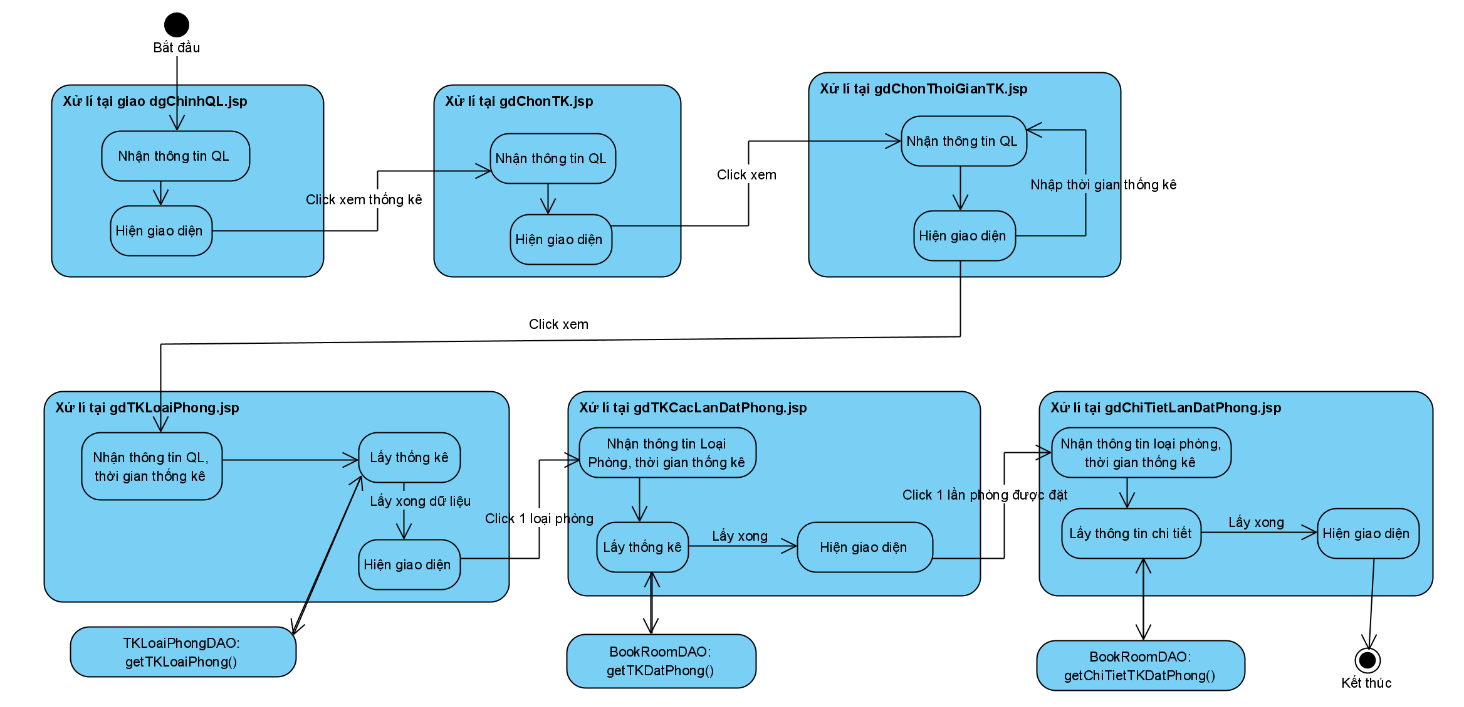 Bắt đầu
Xử lí tại giao dgChinhQL.jsp
Nhận thông tin QL
Hiện giao diện
Click xem thống kê
Xử lí tại gdChonTK.jsp
Nhận thông tin QL
Hiện giao diện
Click xem
Xử lí tại gdChonThoiGianTK.jsp
Nhận thông tin QL
Nhập thời gian thống kê
Hiện giao diện
Click xem
Xử lí tại gdTKLoaiPhong.jsp
Nhận thông tin QL,
thời gian thống kê
Lấy thống kê
Lấy xong dữ liệu
Hiện giao diện
Click 1 loại phòng
TKLoaiPhongDAO:
getTKLoaiPhong()
Xử lí tại gdTKCacLanDatPhong.jsp
Nhận thông tin Loại
Phòng, thời gian thống kê
Lấy thống kê
Lấy xong
Hiện giao diện
Click 1 lần phòng được đặt
BookRoomDAO:
getTKDatPhong()
Xử lí tại gdChiTietLanDatPhong.jsp
Nhận thông tin loại phòng,
thời gian thống kê
Lấy thông tin chi tiết
Lấy xong
Hiện giao diện
BookRoomDAO:
getChiTietTKDatPhong()
Kết thúc